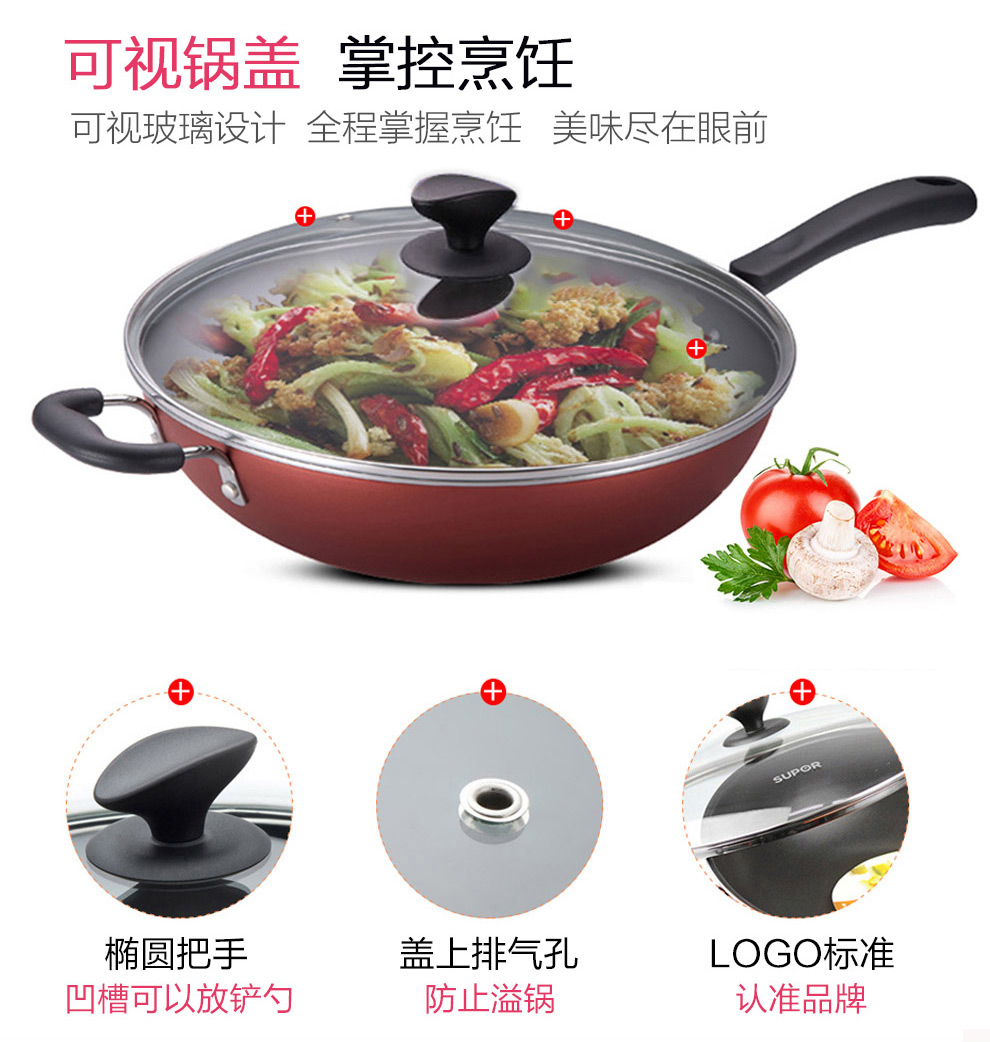 可视锅盖 掌控烹饪
可视玻璃设计 全程掌握烹饪 美味尽在眼前
SUPOR
椭圆把手
凹槽可以放铲勺
盖上排气孔
防止溢锅
LOGO标准
认准品牌